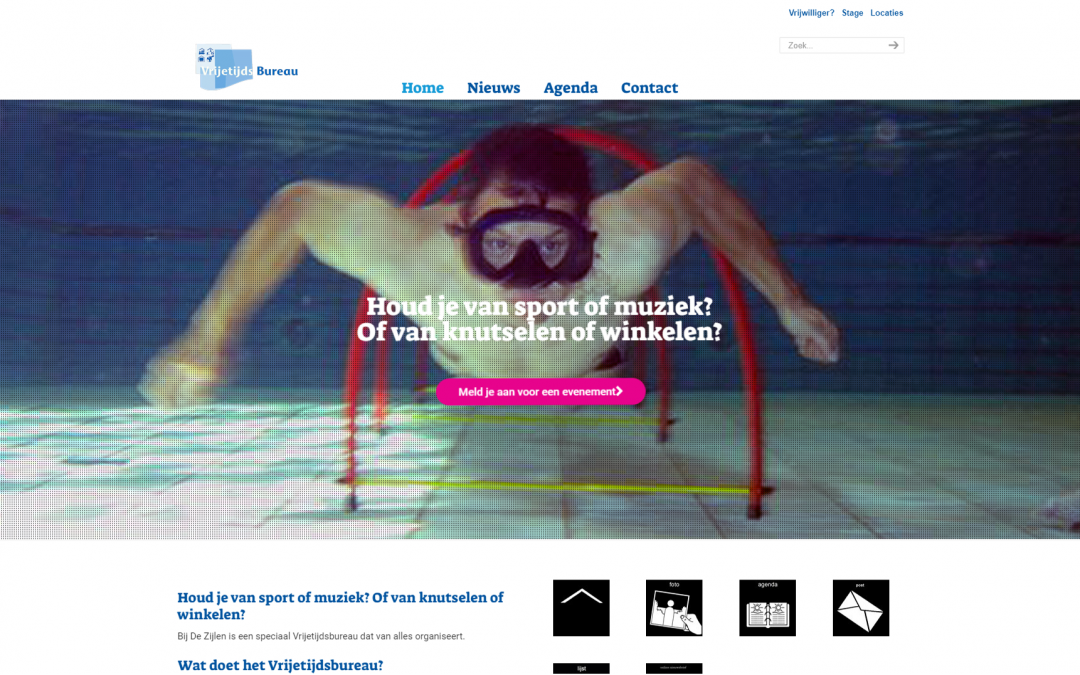 Vrijwilliger? Stage Locaties
Zoek...
Vrijetijds Bureau
Home Nieuws Agenda Contact
Houd je van sport of muziek?
Of van knutselen of winkelen?
Meld je aan voor een evenement
Houd je van sport of muziek? Of van knutselen of
winkelen?
Bij De Zijlen is een speciaal Vrijetijdsbureau dat van alles organiseert.
Wat doet het Vrijetijdsbureau?
foto
agenda
post
lijst